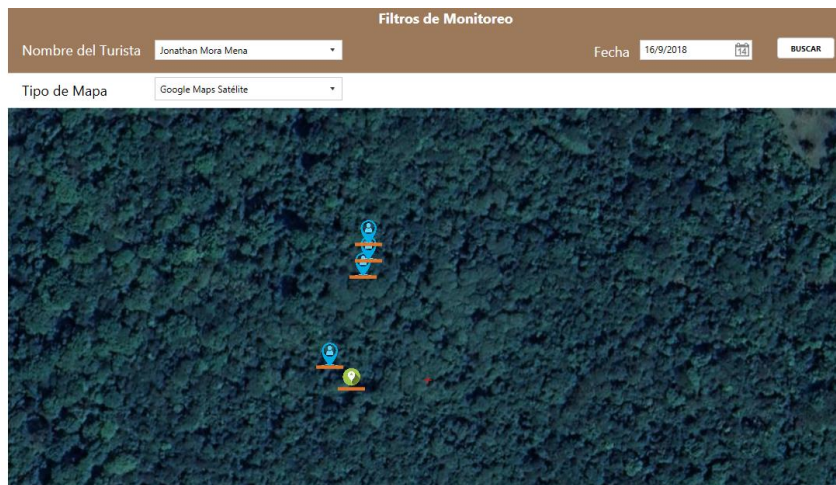 Filtros de Monitoreo
Nombre del Turista Jonathan Mora Mena Fecha 16/9/2018 14 BUSCAR
Tipo de Mapa Google Maps Satélite